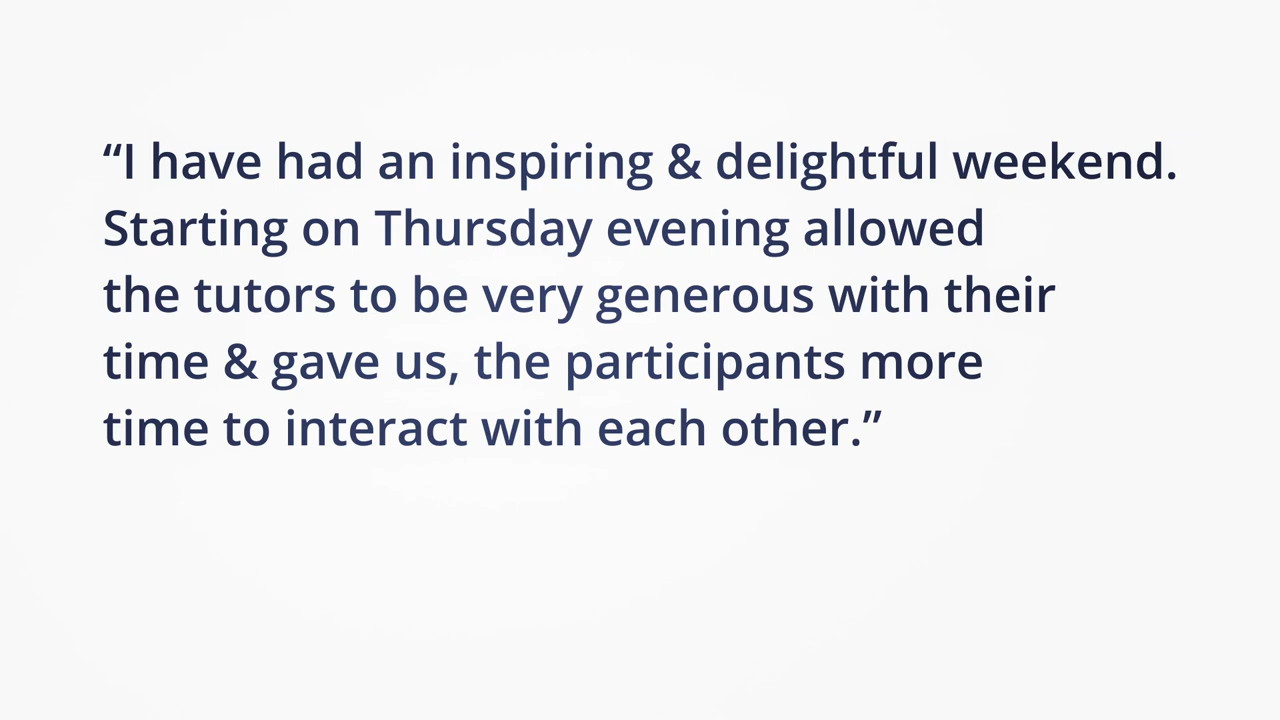 “I have had an inspiring & delightful weekend.
Starting on Thursday evening allowed
the tutors to be very generous with their
time & gave us, the participants more
time to interact with each other.”